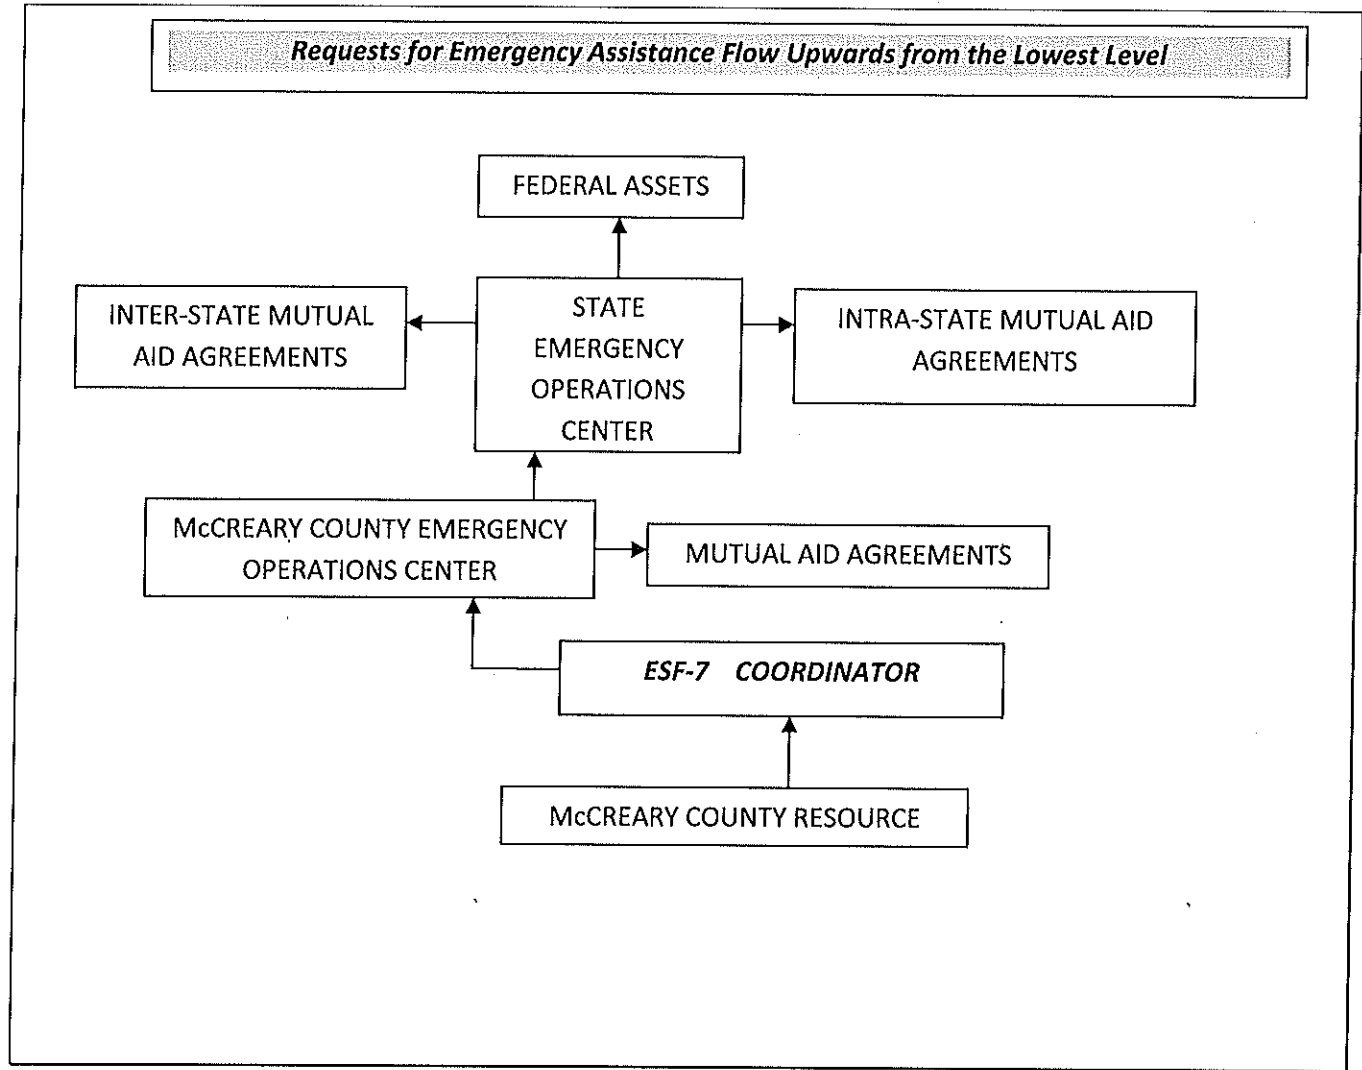 Requests for Emergency Assistance Flow Upwards from the Lowest Level
FEDERAL ASSETS
INTER-STATE MUTUAL
AID AGREEMENTS
STATE
EMERGENCY
OPERATIONS
CENTER
INTRA-STATE MUTUAL AID
AGREEMENTS
McCREARY COUNTY EMERGENCY
OPERATIONS CENTER
MUTUAL AID AGREEMENTS
ESF-7 COORDINATOR
McCREARY COUNTY RESOURCE